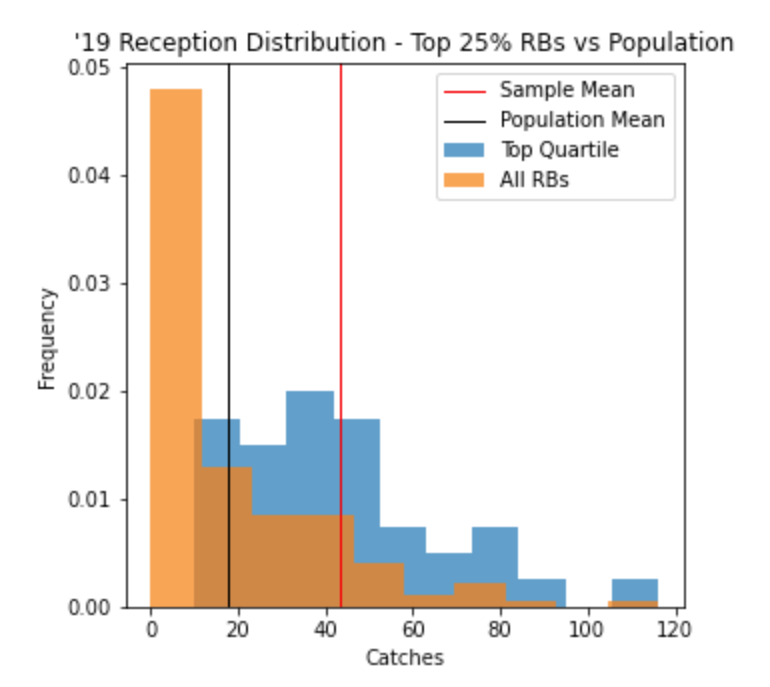 '19 Reception Distribution - Top 25% RBs vs Population
0.05
0.04
0.03
0.02
0.01
0.00
Frequency
Sample Mean
Population Mean
Top Quartile
All RBs
0 20 40 60 80 100 120
Catches